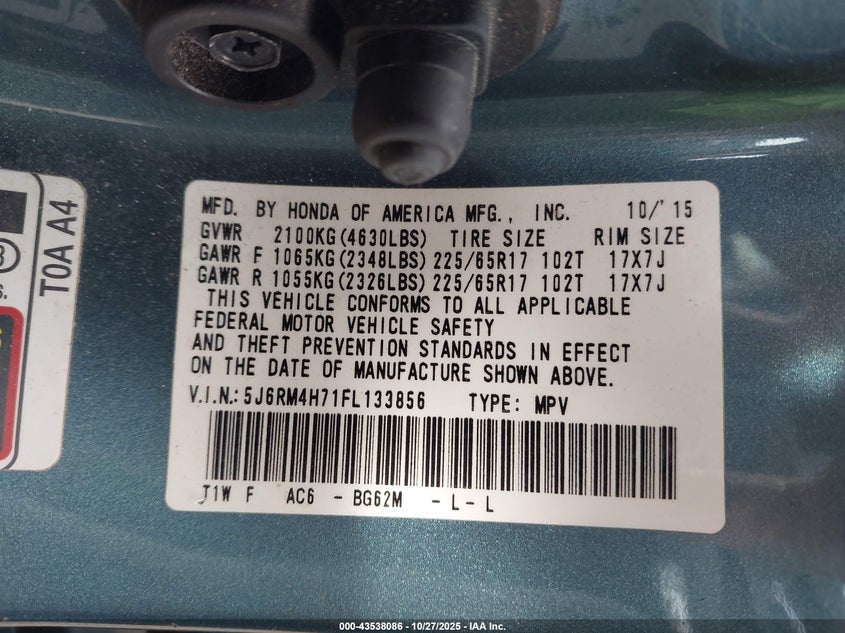 MFD. BY HONDA OF AMERICA MFG., INC. 10/'15
GVWR 2100KG(4630LBS) TIRE SIZE RIM SIZE
GAWR F 1065KG(2348LBS) 225/65R17 102T 17X7J
GAWR R 1055KG(2326LBS) 225/65R17 102T 17X7J
THIS VEHICLE CONFORMS TO ALL APPLICABLE
FEDERAL MOTOR VEHICLE SAFETY
AND THEFT PREVENTION STANDARDS IN EFFECT
ON THE DATE OF MANUFACTURE SHOWN ABOVE.
V.I.N.: 5J6RM4H71FL133856 TYPE: MPV
T1W F AC6 - BG62M - L - L
T0A A4
000-43538086 - 10/27/2025 - IAA Inc.